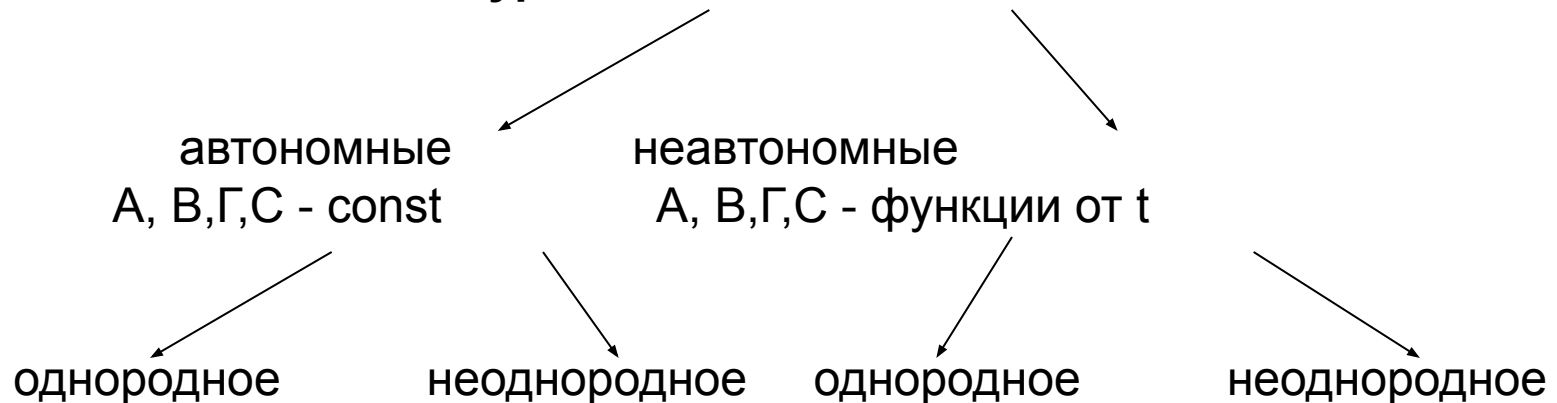 автономные неавтономные
А, В,Г,С - const А, В,Г,С - функции от t
однородное неоднородное однородное неоднородное